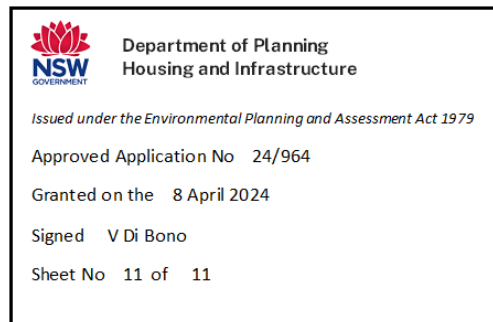 NSW
GOVERNMENT
Department of Planning
Housing and Infrastructure
Issued under the Environmental Planning and Assessment Act 1979
Approved Application No 24/964
Granted on the 8 April 2024
Signed V Di Bono
Sheet No 11 of 11